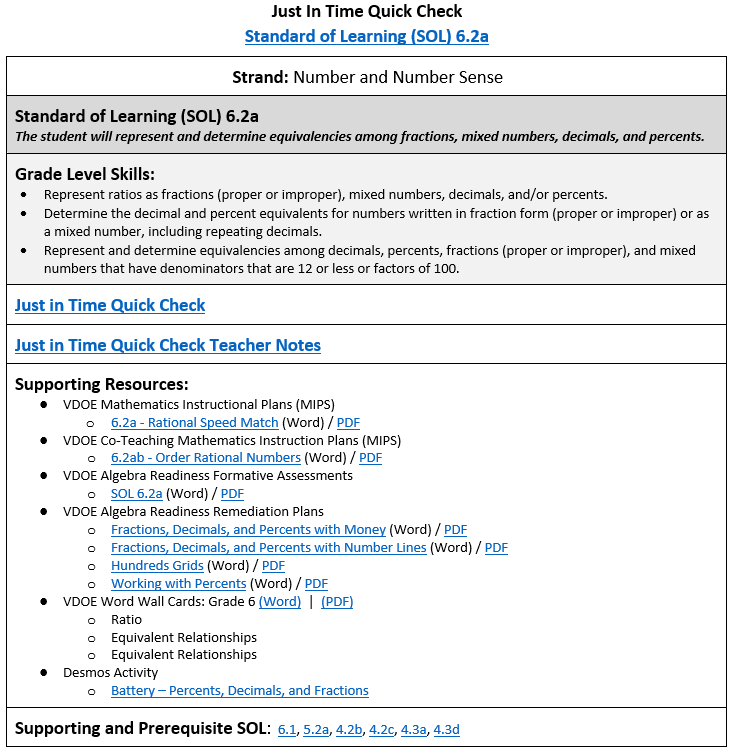 Just In Time Quick Check
Standard of Learning (SOL) 6.2a
Strand: Number and Number Sense
Standard of Learning (SOL) 6.2a
The student will represent and determine equivalencies among fractions, mixed numbers, decimals, and percents.
Grade Level Skills:
• Represent ratios as fractions (proper or improper), mixed numbers, decimals, and/or percents.
• Determine the decimal and percent equivalents for numbers written in fraction form (proper or improper) or as
a mixed number, including repeating decimals.
• Represent and determine equivalencies among decimals, percents, fractions (proper or improper), and mixed
numbers that have denominators that are 12 or less or factors of 100.
Just in Time Quick Check
Just in Time Quick Check Teacher Notes
Supporting Resources:
● VDOE Mathematics Instructional Plans (MIPS)
o 6.2a - Rational Speed Match (Word) / PDF
● VDOE Co-Teaching Mathematics Instruction Plans (MIPS)
o 6.2ab - Order Rational Numbers (Word) / PDF
● VDOE Algebra Readiness Formative Assessments
o SOL 6.2a (Word) / PDF
● VDOE Algebra Readiness Remediation Plans
o Fractions, Decimals, and Percents with Money (Word) / PDF
o Fractions, Decimals, and Percents with Number Lines (Word) / PDF
o Hundreds Grids (Word) / PDF
o Working with Percents (Word) / PDF
● VDOE Word Wall Cards: Grade 6 (Word) | (PDF)
o Ratio
o Equivalent Relationships
o Equivalent Relationships
● Desmos Activity
o Battery – Percents, Decimals, and Fractions
Supporting and Prerequisite SOL: 6.1, 5.2a, 4.2b, 4.2c, 4.3a, 4.3d